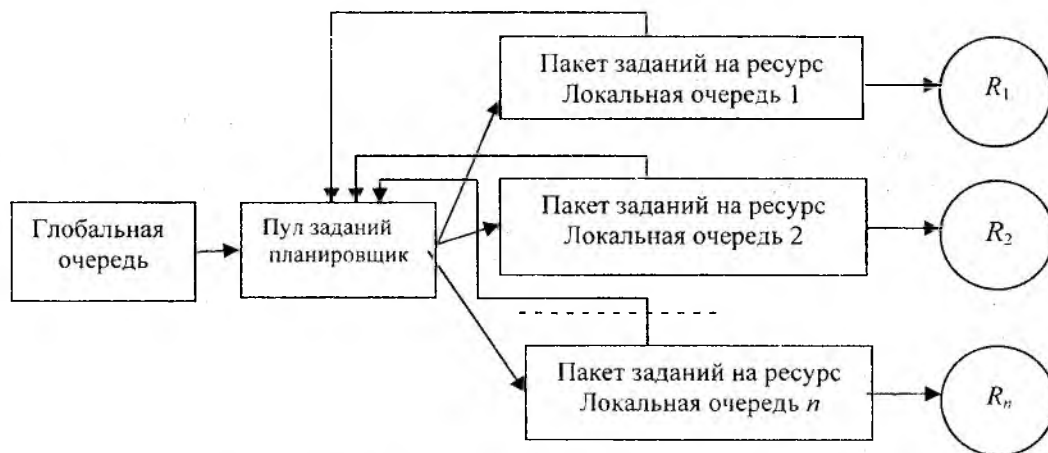 Пакет заданий на ресурс
Локальная очередь 1
R₁
Пакет заданий на ресурс
Локальная очередь 2
R₂
Глобальная
очередь
Пул заданий
планировщик
Пакет заданий на ресурс
Локальная очередь n
Rₙ